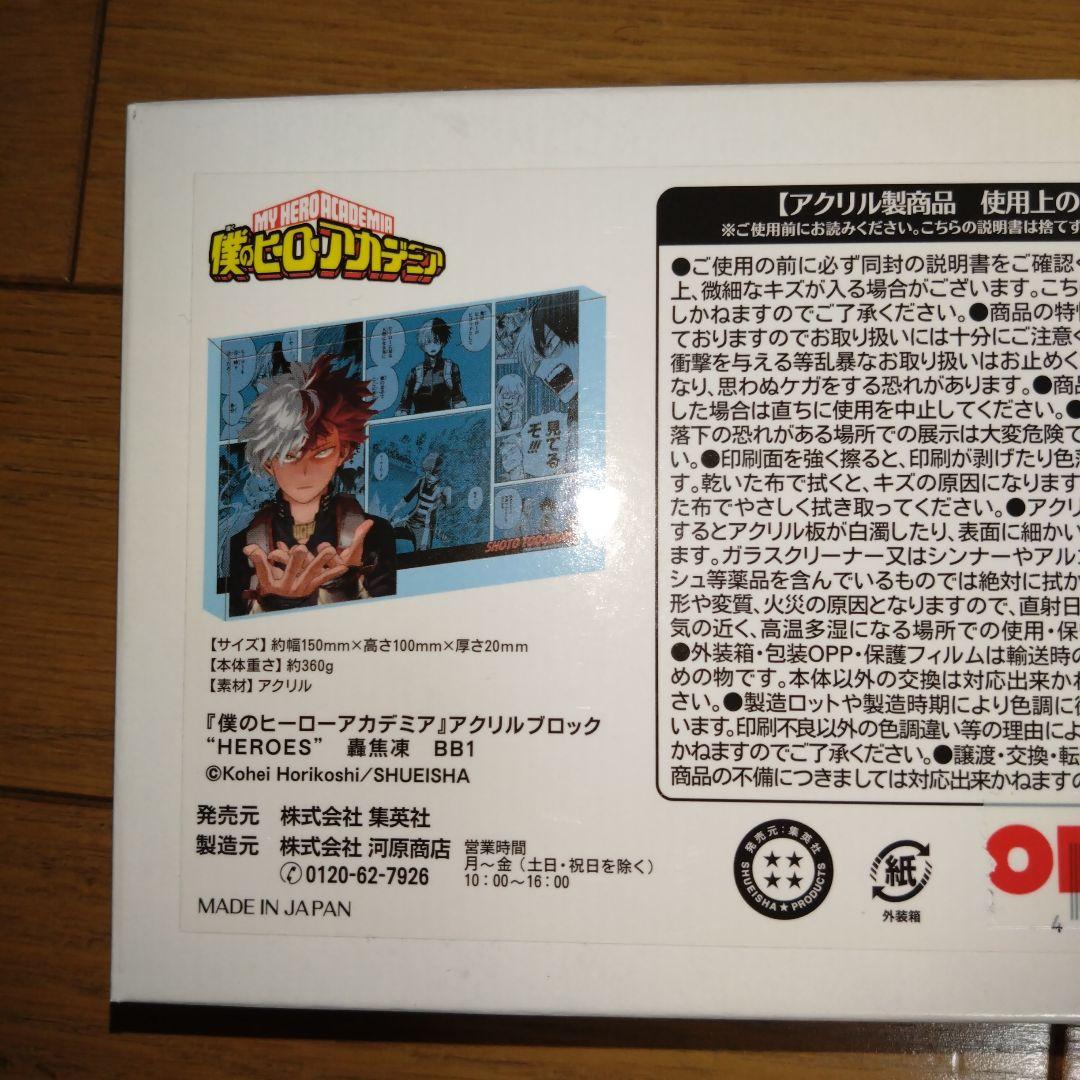 MY HERO ACADEMIA
僕のヒーローアカデミア
見てる
ぞ!!!
SHOTO TODOROKI
【サイズ】約幅150mm×高さ100mm×厚さ20mm
【本体重さ】約360g
【素材】アクリル
『僕のヒーローアカデミア』アクリルブロック
“HEROES” 轟焦凍 BB1
©Kohei Horikoshi/SHUEISHA
発売元 株式会社 集英社
製造元 株式会社 河原商店
0120-62-7926
営業時間
月～金（土日・祝日を除く）
10：00～16：00
MADE IN JAPAN
【アクリル製商品 使用上の
※ご使用前にお読みください。こちらの説明書は捨てず
●ご使用の前に必ず同封の説明書をご確認く
上、微細なキズが入る場合がございます。こち
しかねますのでご了承ください。●商品の特性
ておりますのでお取り扱いには十分にご注意く
衝撃を与える等乱暴なお取り扱いはお止めく
なり、思わぬケガをする恐れがあります。●商品
した場合は直ちに使用を中止してください。●
落下の恐れがある場所での展示は大変危険で
い。●印刷面を強く擦ると、印刷が剥げたり色落
す。乾いた布で拭くと、キズの原因になります
た布でやさしく拭き取ってください。●アクリ
するとアクリル板が白濁したり、表面に細かい
ます。ガラスクリーナー又はシンナーやアル
シュ等薬品を含んでいるものでは絶対に拭か
形や変質、火災の原因となりますので、直射日
気の近く、高温多湿になる場所での使用・保
●外装箱・包装OPP・保護フィルムは輸送時の
めの物です。本体以外の交換は対応出来かね
さい。●製造ロットや製造時期により色調に
います。印刷不良以外の色調違い等の理由によ
かねますのでご了承ください。●譲渡・交換・転
商品の不備につきましては対応出来かねますの
発売元：集英社
SHUEISHA★PRODUCTS
紙
外装箱
4